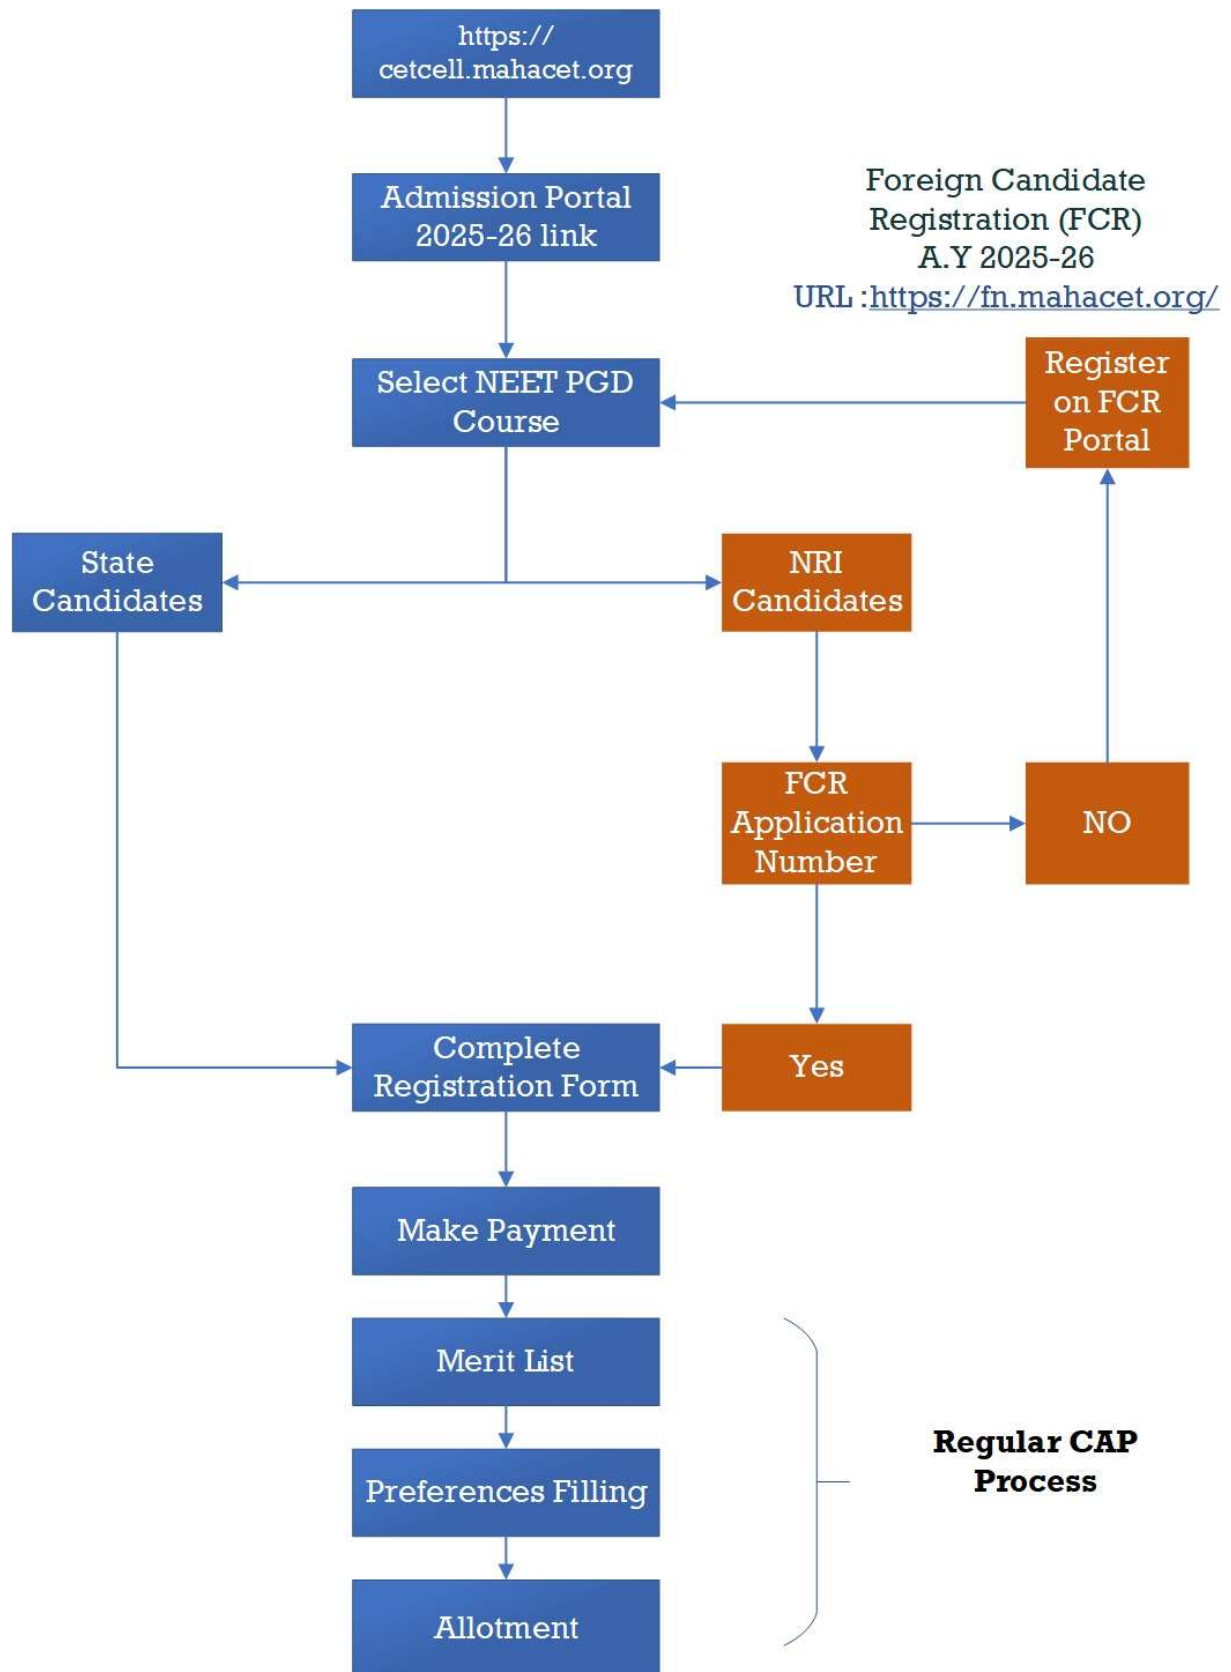 https://
cetcell.mahacet.org
Admission Portal
2025-26 link
Foreign Candidate
Registration (FCR)
A.Y 2025-26
URL :https://fn.mahacet.org/
Select NEET PGD
Course
Register
on FCR
Portal
State
Candidates
NRI
Candidates
FCR
Application
Number
NO
Complete
Registration Form
Yes
Make Payment
Merit List
Preferences Filling
Allotment
Regular CAP
Process